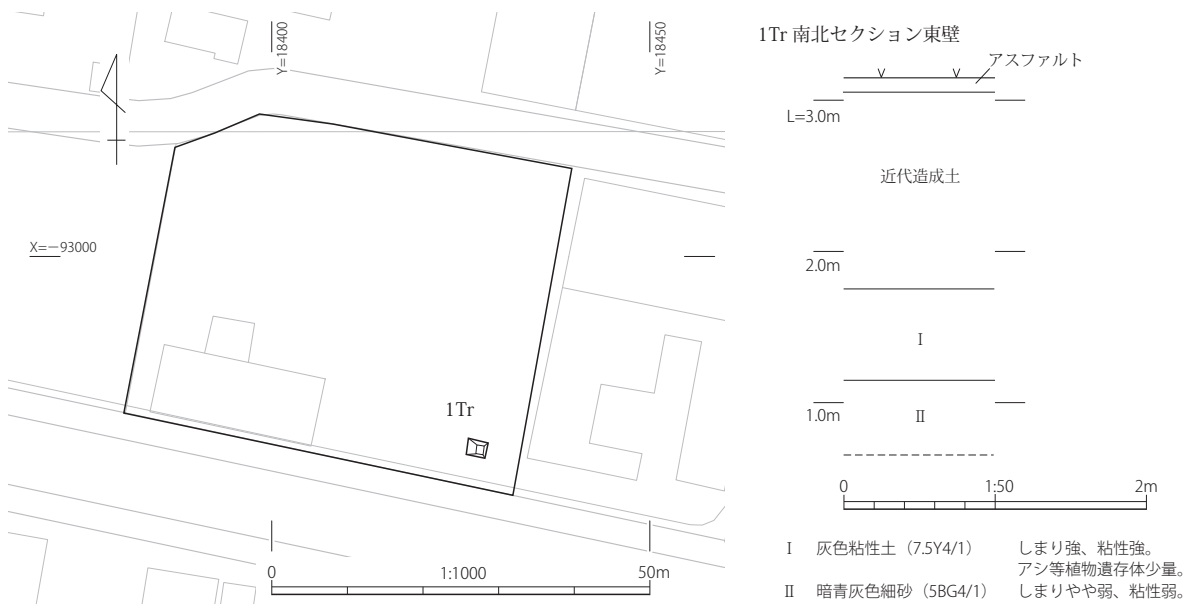 Y=18400
Y=18450
X=－93000
1Tr
0
1:1000
50m
1Tr 南北セクション東壁
アスファルト
L=3.0m
近代造成土
2.0m
Ⅰ
1.0m
Ⅱ
0
1:50
2m
Ⅰ 灰色粘性土（7.5Y4/1） しまり強、粘性強。
アシ等植物遺存体少量。
Ⅱ 暗青灰色細砂（5BG4/1） しまりやや弱、粘性弱。